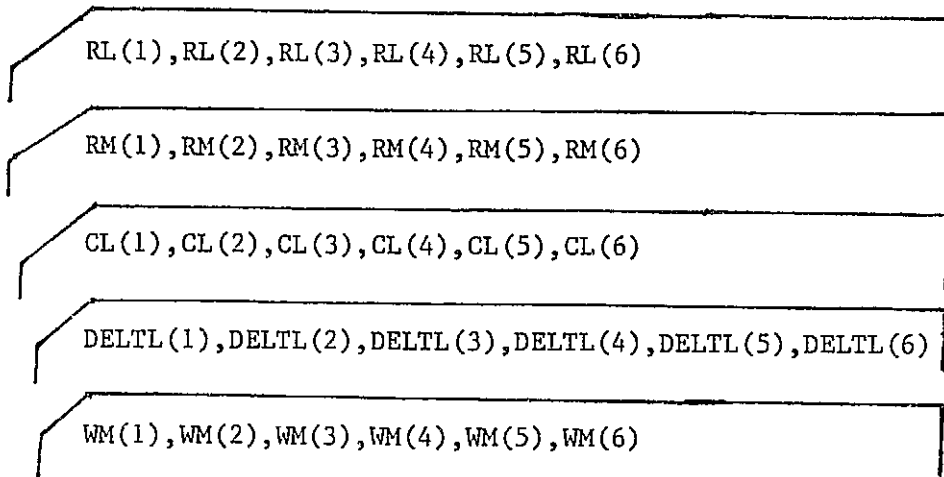 RL(1),RL(2),RL(3),RL(4),RL(5),RL(6)
RM(1),RM(2),RM(3),RM(4),RM(5),RM(6)
CL(1),CL(2),CL(3),CL(4),CL(5),CL(6)
DELTL(1),DELTL(2),DELTL(3),DELTL(4),DELTL(5),DELTL(6)
WM(1),WM(2),WM(3),WM(4),WM(5),WM(6)